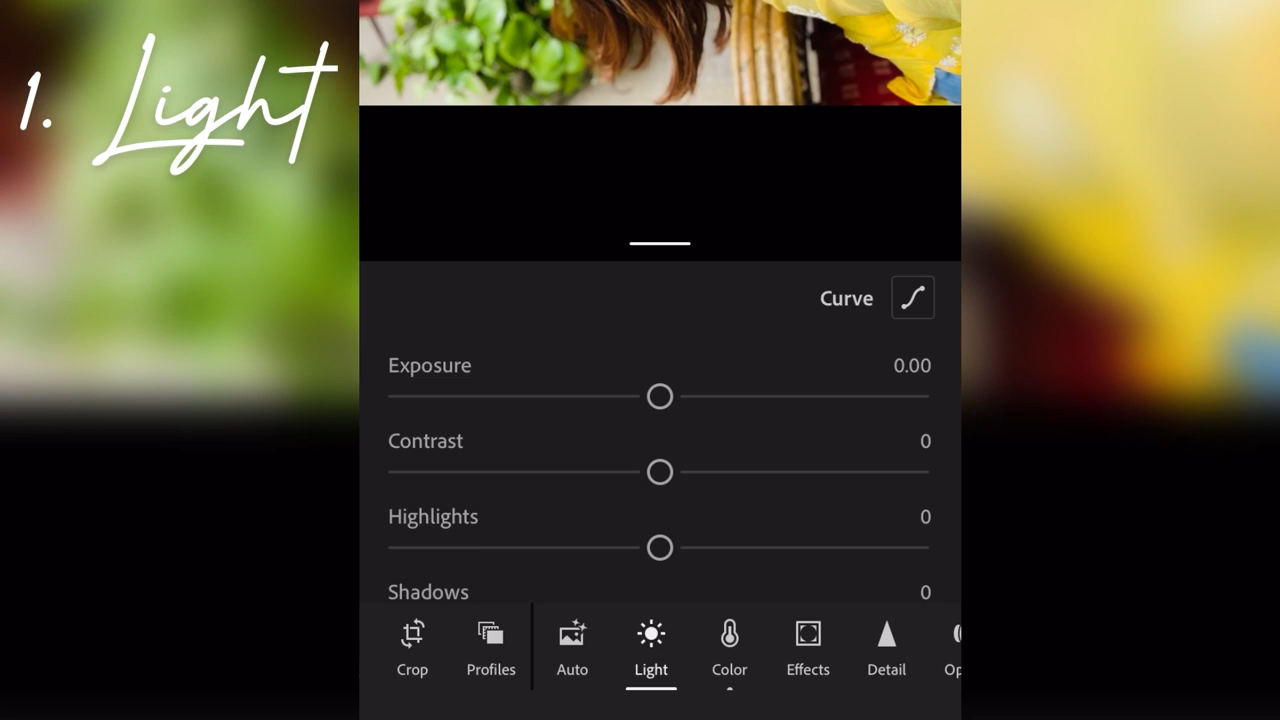 1. Light
Curve
Exposure 0.00
Contrast 0
Highlights 0
Shadows 0
Crop Profiles Auto Light Color Effects Detail Op